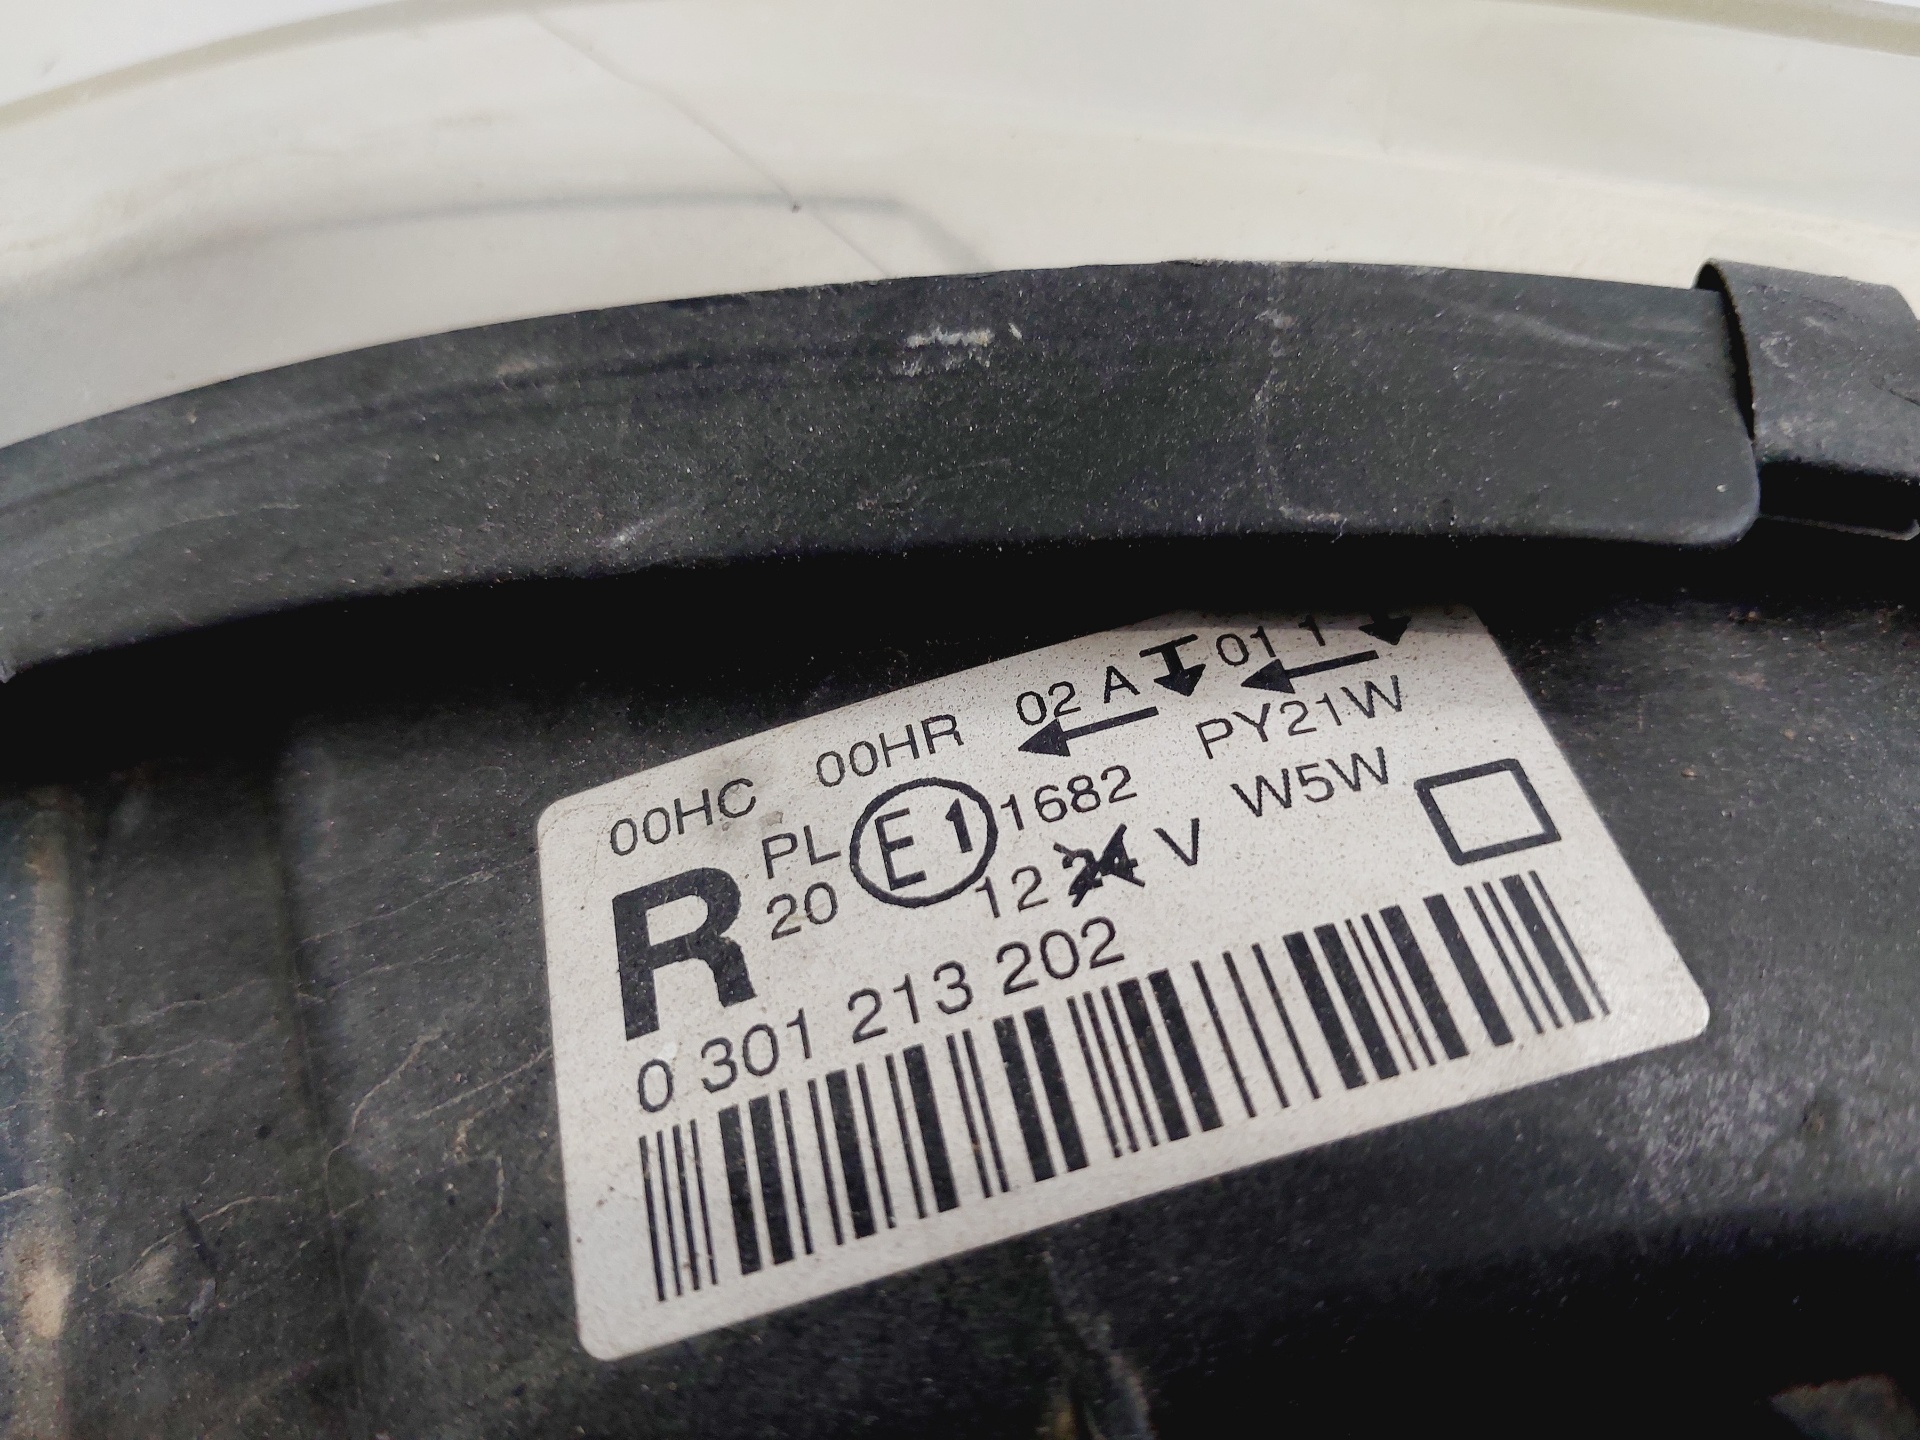 00HC 00HR 02 A 01 1
PL E1 1682 PY21W
R 20 12 24 V W5W
0 301 213 202